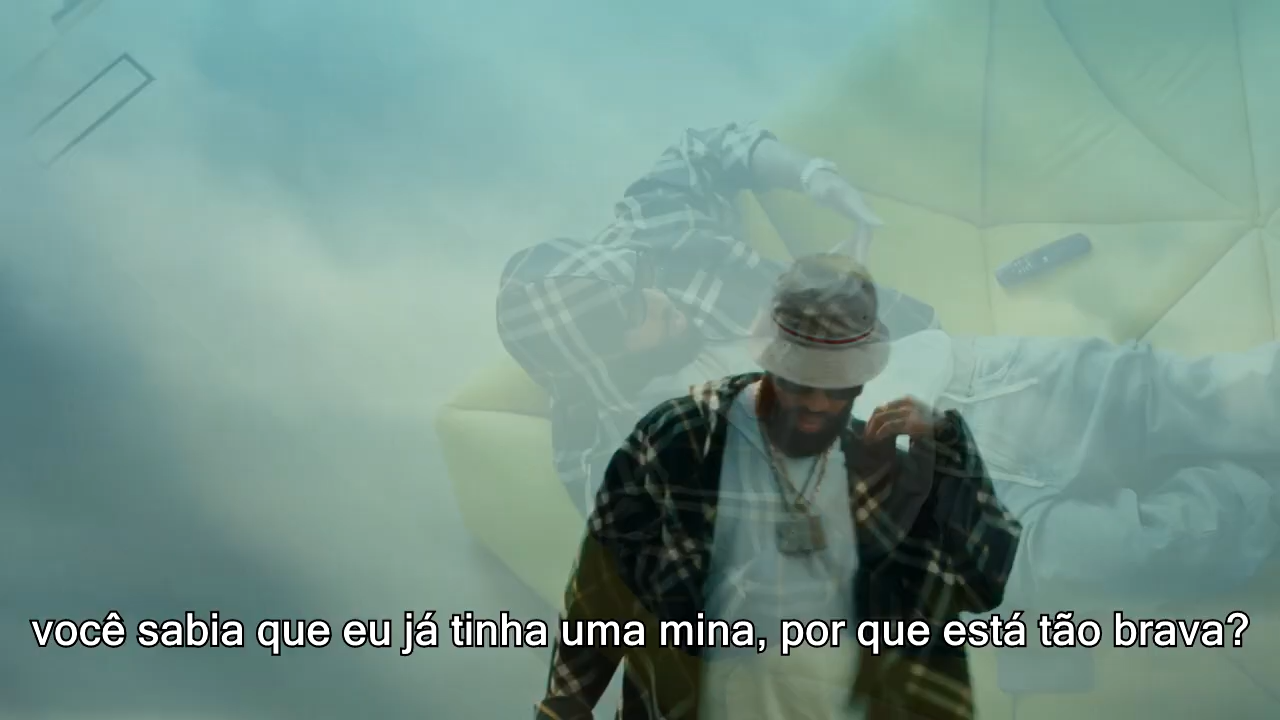 você sabia que eu já tinha uma mina, por que está tão brava?